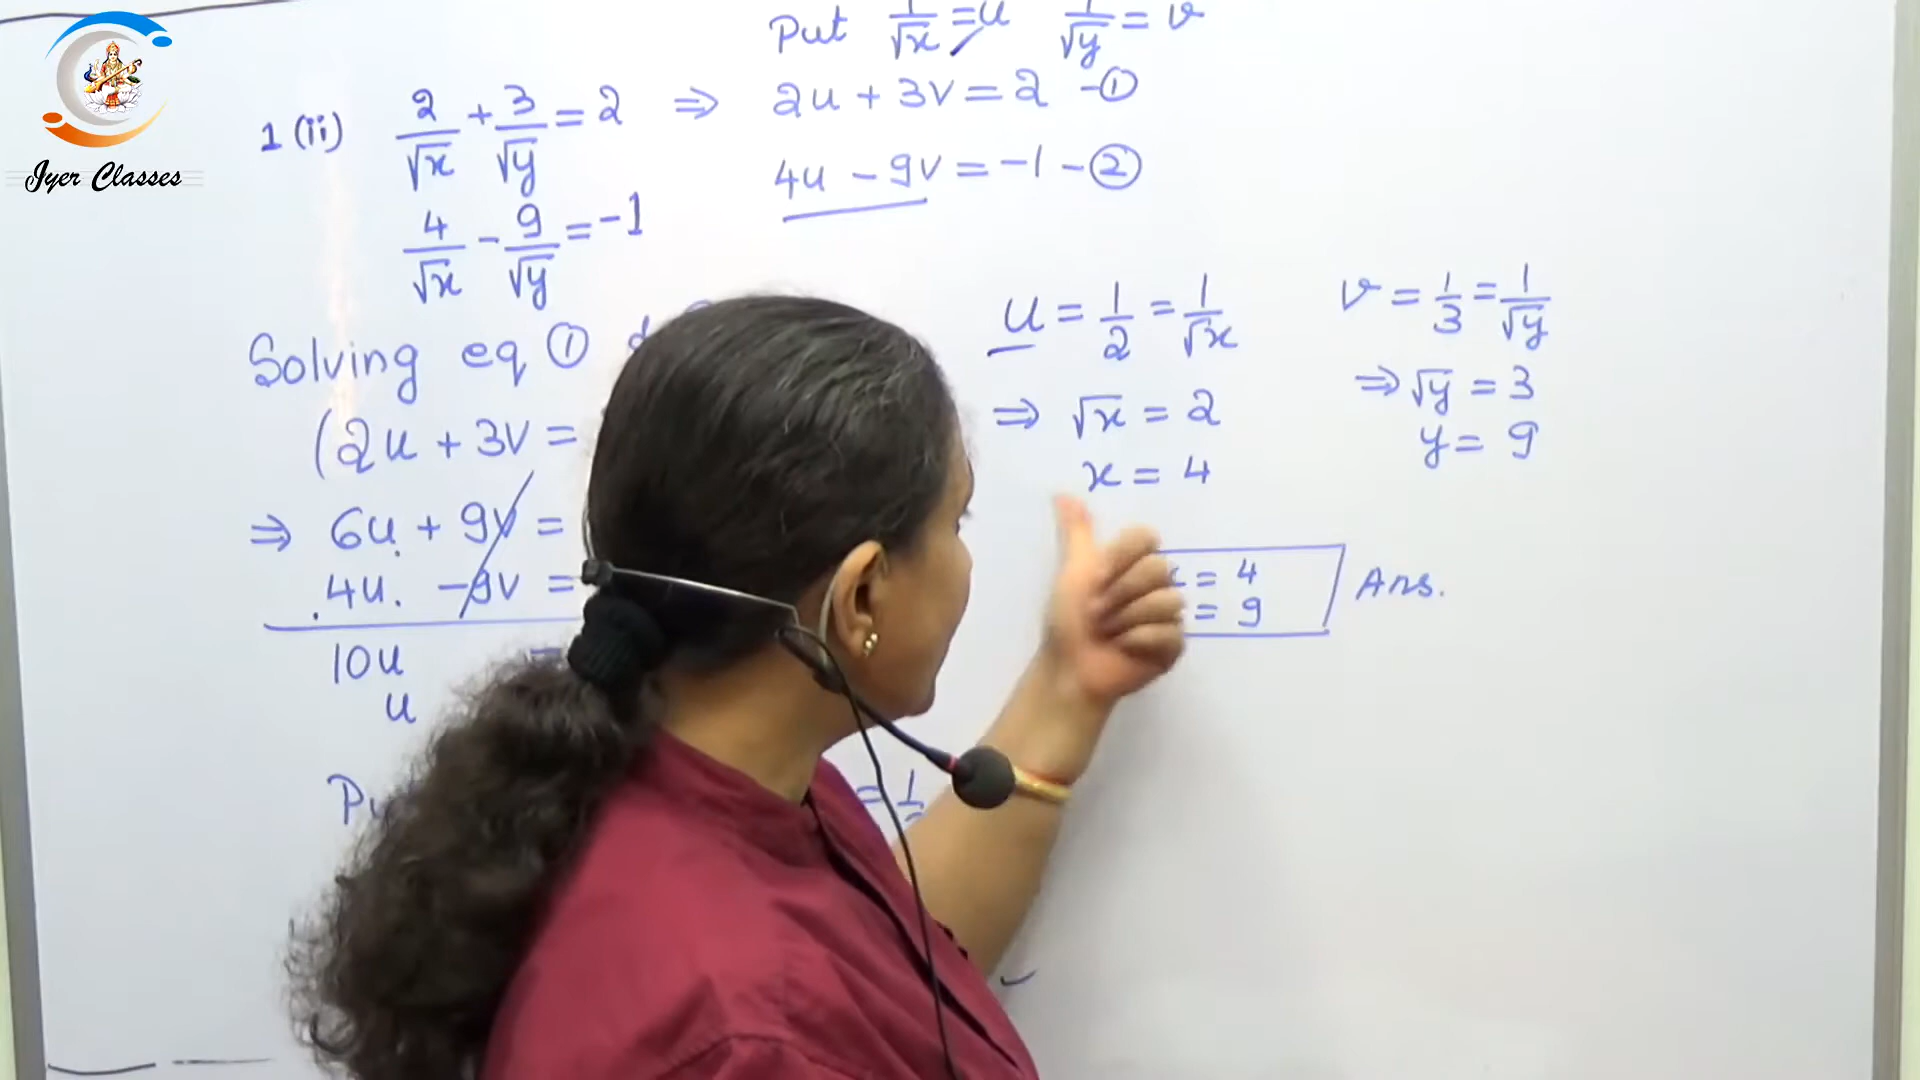 Iyer Classes
Put 1/√x = u 1/√y = v
1 (ii) 2/√x + 3/√y = 2 ⇒ 2u + 3v = 2 - ①
4u - 9v = -1 - ②
4/√x - 9/√y = -1
Solving eq ①
(2u + 3v =
⇒ 6u + 9v =
4u - 9v =
10u =
u
= 1
u = 1/2 = 1/√x
⇒ √x = 2
x = 4
v = 1/3 = 1/√y
⇒ √y = 3
y = 9
= 4
= 9
Ans.